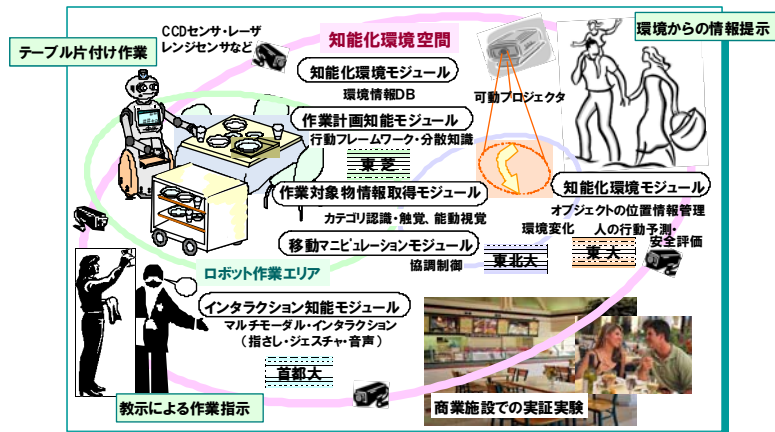 CCDセンサ・レーザ
レンジセンサなど
テーブル片付け作業
知能化環境空間
環境からの情報提示
知能化環境モジュール
環境情報DB
可動プロジェクタ
作業計画知能モジュール
行動フレームワーク・分散知識
東芝
作業対象物情報取得モジュール
カテゴリ認識・触覚、能動視覚
知能化環境モジュール
オブジェクトの位置情報管理
環境変化 人の行動予測・
安全評価
移動マニピュレーションモジュール
協調制御
東北大
東大
ロボット作業エリア
インタラクション知能モジュール
マルチモーダル・インタラクション
（指さし・ジェスチャ・音声）
首都大
教示による作業指示
商業施設での実証実験